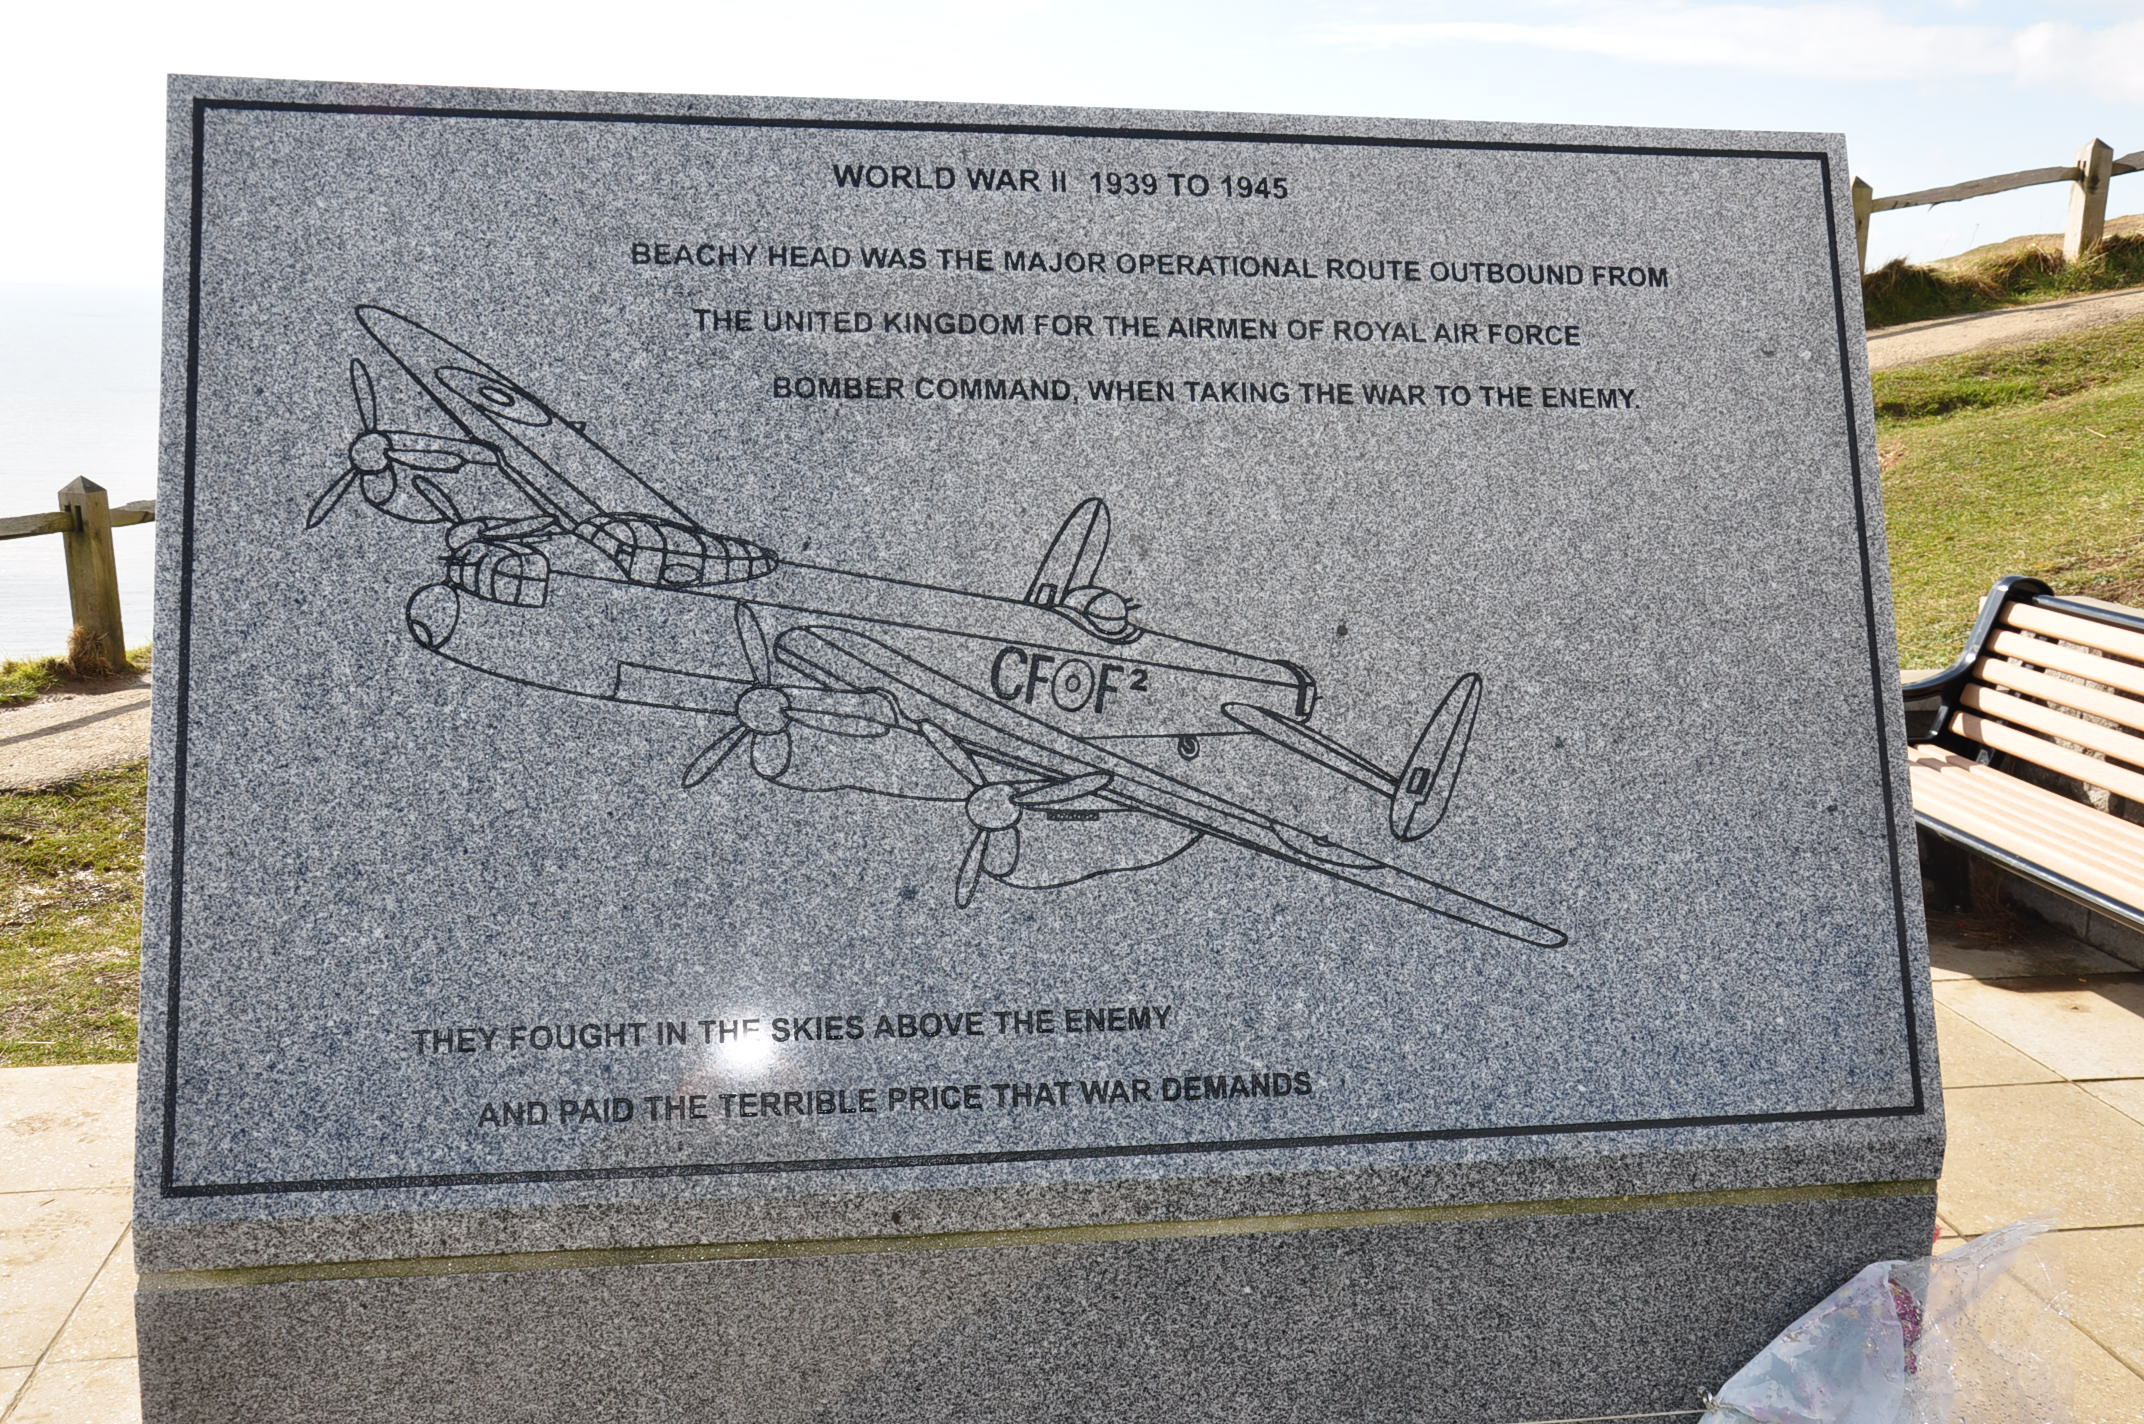 WORLD WAR II 1939 TO 1945
BEACHY HEAD WAS THE MAJOR OPERATIONAL ROUTE OUTBOUND FROM
THE UNITED KINGDOM FOR THE AIRMEN OF ROYAL AIR FORCE
BOMBER COMMAND, WHEN TAKING THE WAR TO THE ENEMY.
CF F²
THEY FOUGHT IN THE SKIES ABOVE THE ENEMY
AND PAID THE TERRIBLE PRICE THAT WAR DEMANDS